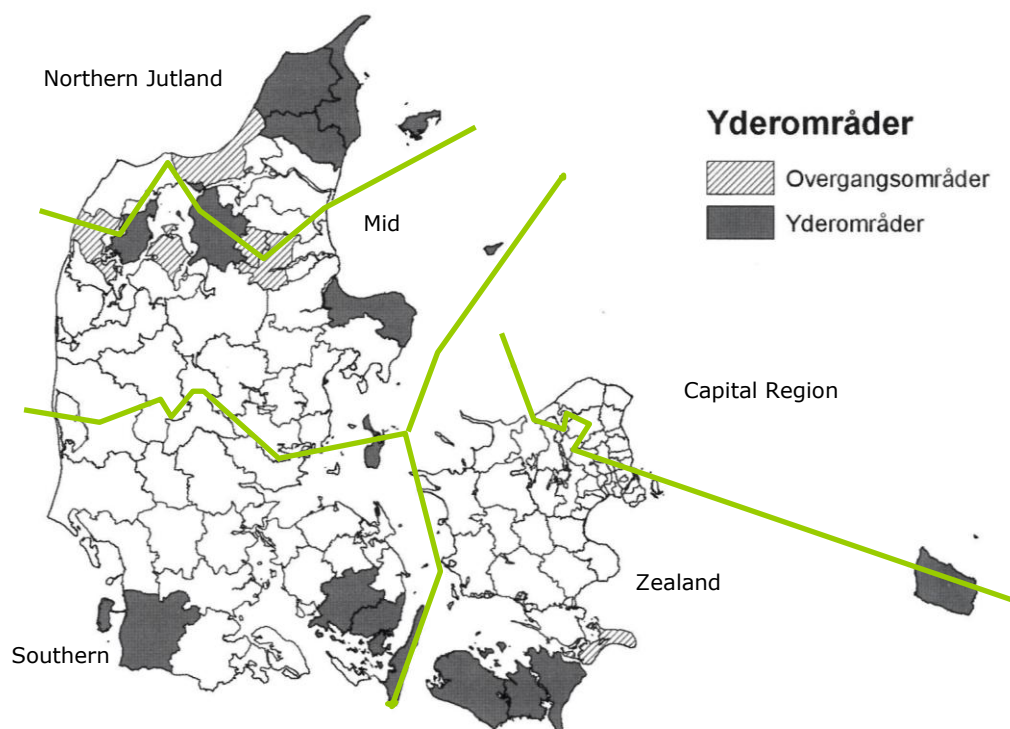 Northern Jutland
Yderområder
Overgangsområder
Yderområder
Mid
Capital Region
Zealand
Southern